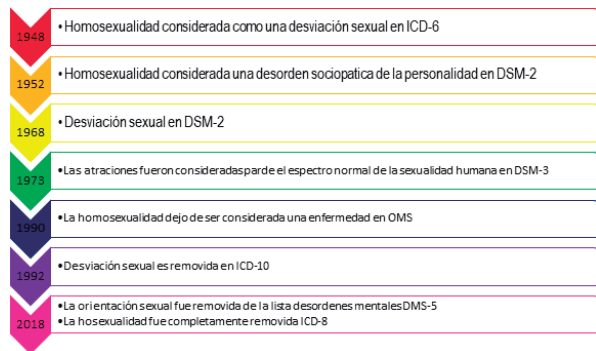 1948
• Homosexualidad considerada como una desviación sexual en ICD-6
1952
• Homosexualidad considerada una desorden sociopatica de la personalidad en DSM-2
1968
• Desviación sexual en DSM-2
1973
• Las atraciones fueron consideradas parde el espectro normal de la sexualidad humana en DSM-3
1990
• La homosexualidad dejo de ser considerada una enfermedad en OMS
1992
• Desviación sexual es removida en ICD-10
2018
• La orientación sexual fue removida de la lista desordenes mentales DMS-5
• La hosexualidad fue completamente removida ICD-8